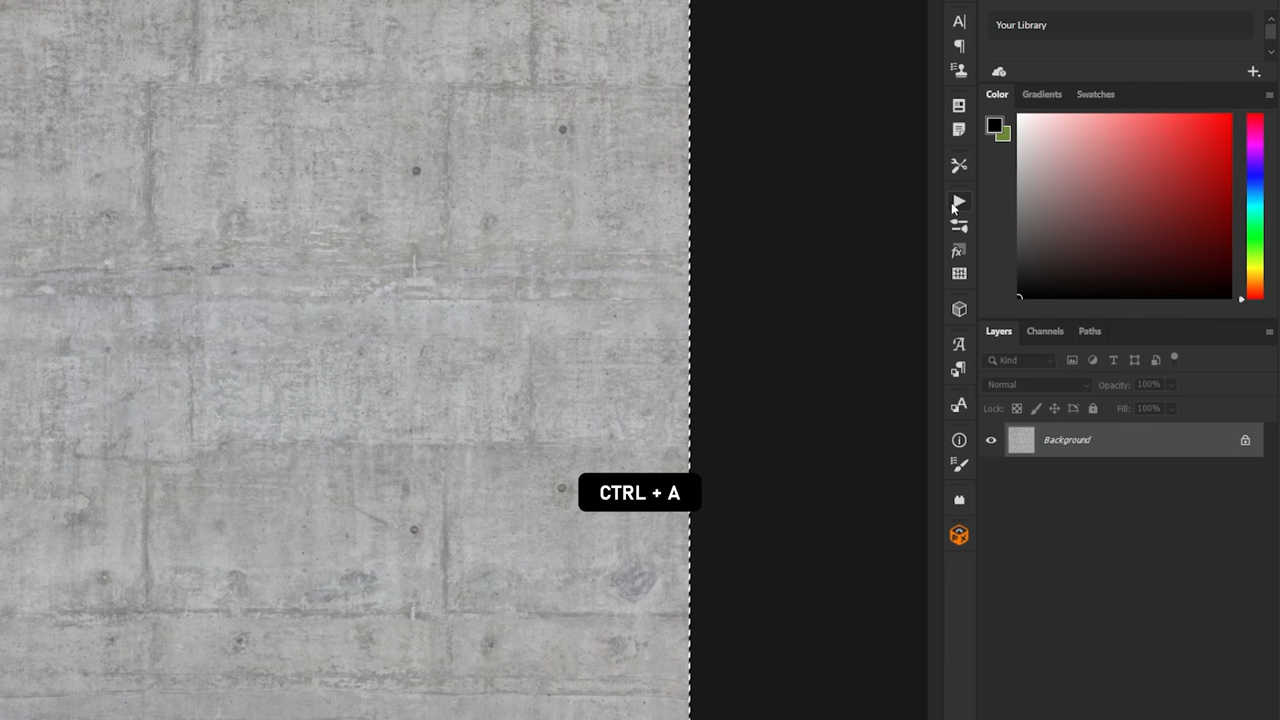 Your Library
Color Gradients Swatches
Layers Channels Paths
Kind
Normal Opacity: 100%
Lock: Fill: 100%
Background
CTRL + A